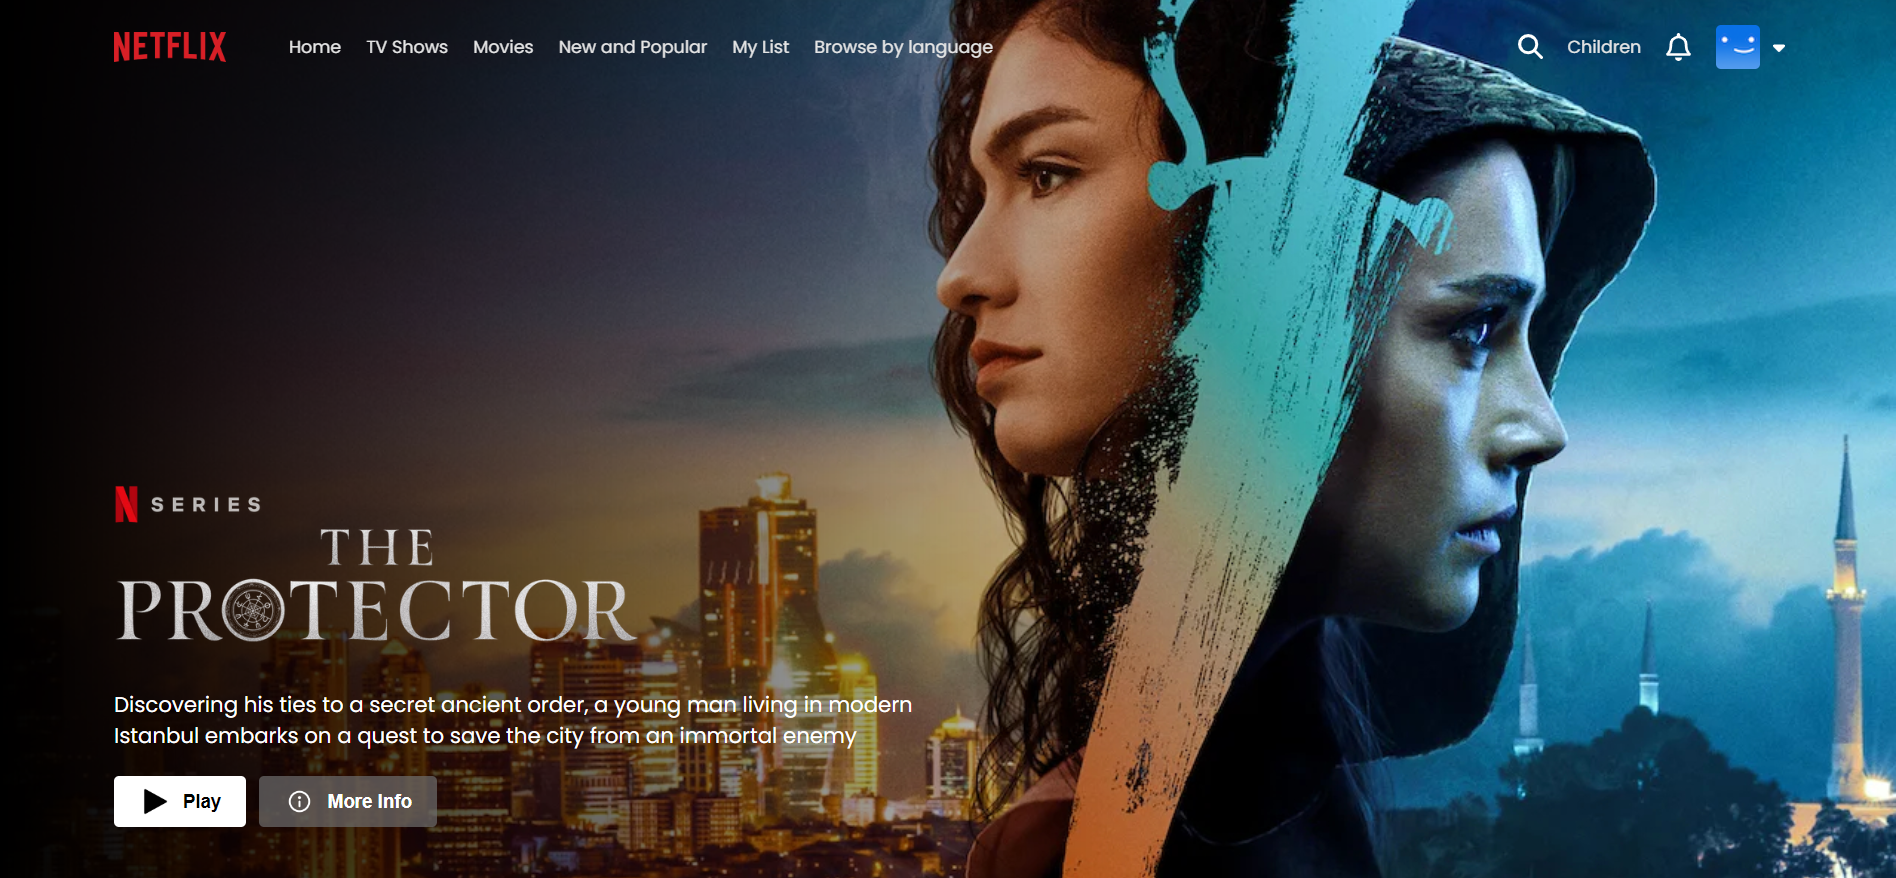 NETFLIX
Home TV Shows Movies New and Popular My List Browse by language Children
N SERIES
THE
PROTECTOR
Discovering his ties to a secret ancient order, a young man living in modern
Istanbul embarks on a quest to save the city from an immortal enemy
Play More Info